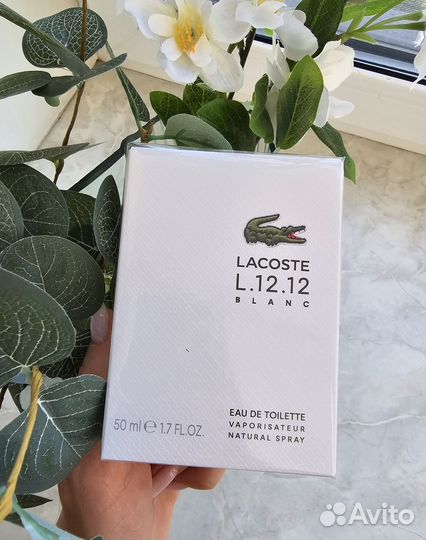 LACOSTE
L.12.12
BLANC
EAU DE TOILETTE
VAPORISATEUR
NATURAL SPRAY
50 ml ℮ 1.7 FL.OZ.
Avito